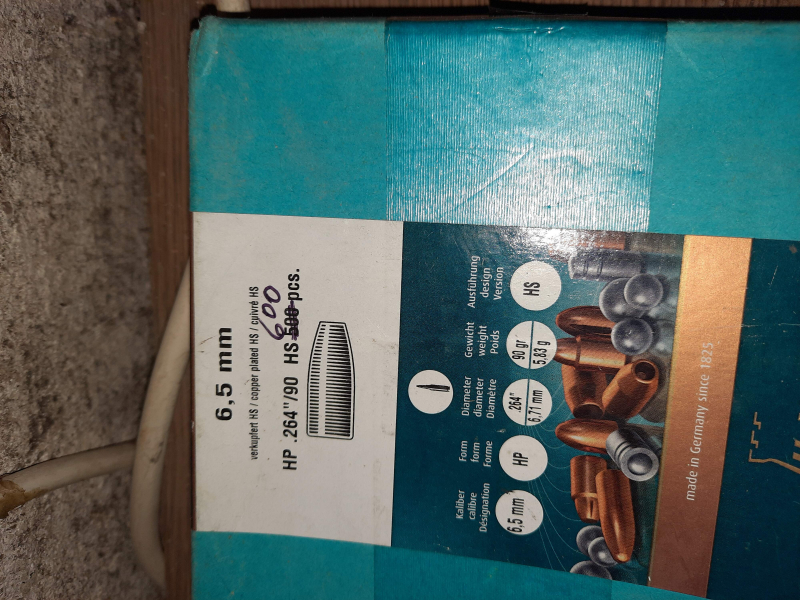 6,5 mm
verkupfert HS / copper plated HS / cuivré HS
600
HP .264"/90 HS 500 pcs.
Kaliber
calibre
Désignation
6,5 mm
Form
form
Forme
HP
Diameter
diameter
Diamètre
.264"
6,71 mm
Gewicht
weight
Poids
90 gr
5,83 g
Ausführung
design
Version
HS
made in Germany since 1825